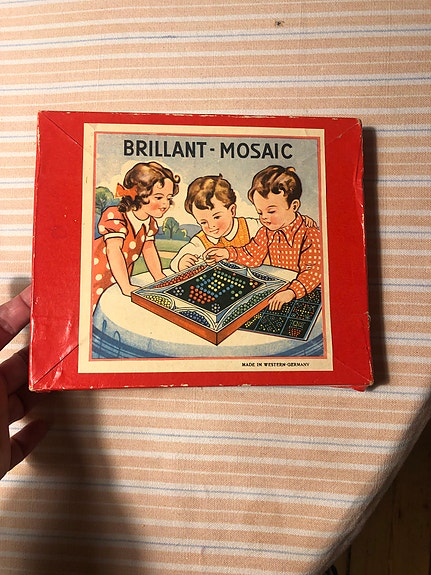 BRILLANT - MOSAIC
MADE IN WESTERN-GERMANY